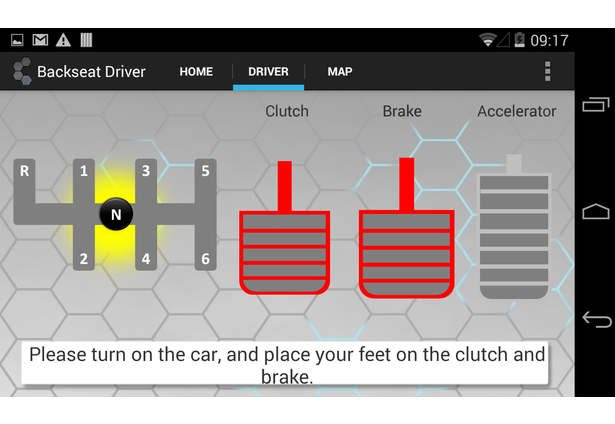 09:17
Backseat Driver HOME DRIVER MAP
Clutch Brake Accelerator
R 1 3 5
N
2 4 6
Please turn on the car, and place your feet on the clutch and
brake.